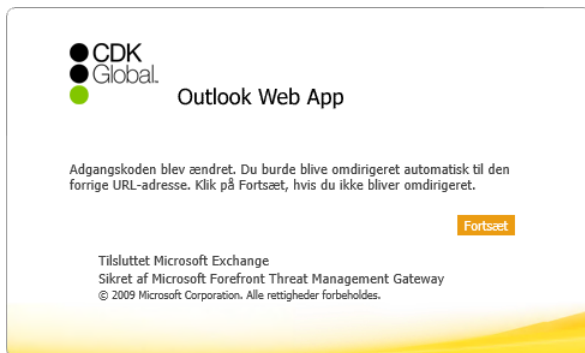 CDK
Global.
Outlook Web App
Adgangskoden blev ændret. Du burde blive omdirigeret automatisk til den
forrige URL-adresse. Klik på Fortsæt, hvis du ikke bliver omdirigeret.
Fortsæt
Tilsluttet Microsoft Exchange
Sikret af Microsoft Forefront Threat Management Gateway
© 2009 Microsoft Corporation. Alle rettigheder forbeholdes.